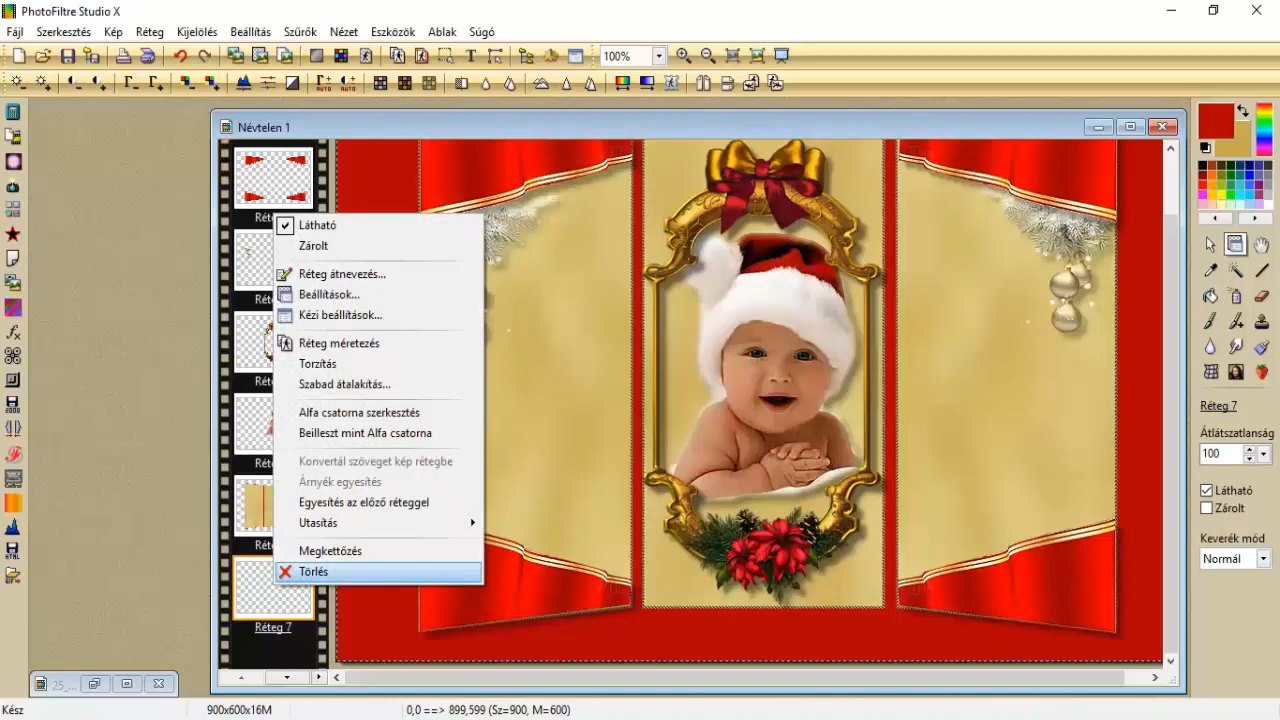 PhotoFiltre Studio X
Fájl Szerkesztés Kép Réteg Kijelölés Beállítás Szűrők Nézet Eszközök Ablak Súgó
100%
AUTO AUTO
Névtelen 1
Látható
Zárolt
Réteg átnevezés...
Beállítások...
Kézi beállítások...
Réteg méretezés
Torzítás
Szabad átalakítás...
Alfa csatorna szerkesztés
Beilleszt mint Alfa csatorna
Konvertál szöveget kép rétegbe
Árnyék egyesítés
Egyesítés az előző réteggel
Utasítás
Megkettőzés
Törlés
Réteg 7
Réteg 7
Átlátszatlanság
100
Látható
Zárolt
Keverék mód
Normál
25_...
Kész 900x600x16M 0,0 ==> 899,599 (Sz=900, M=600)